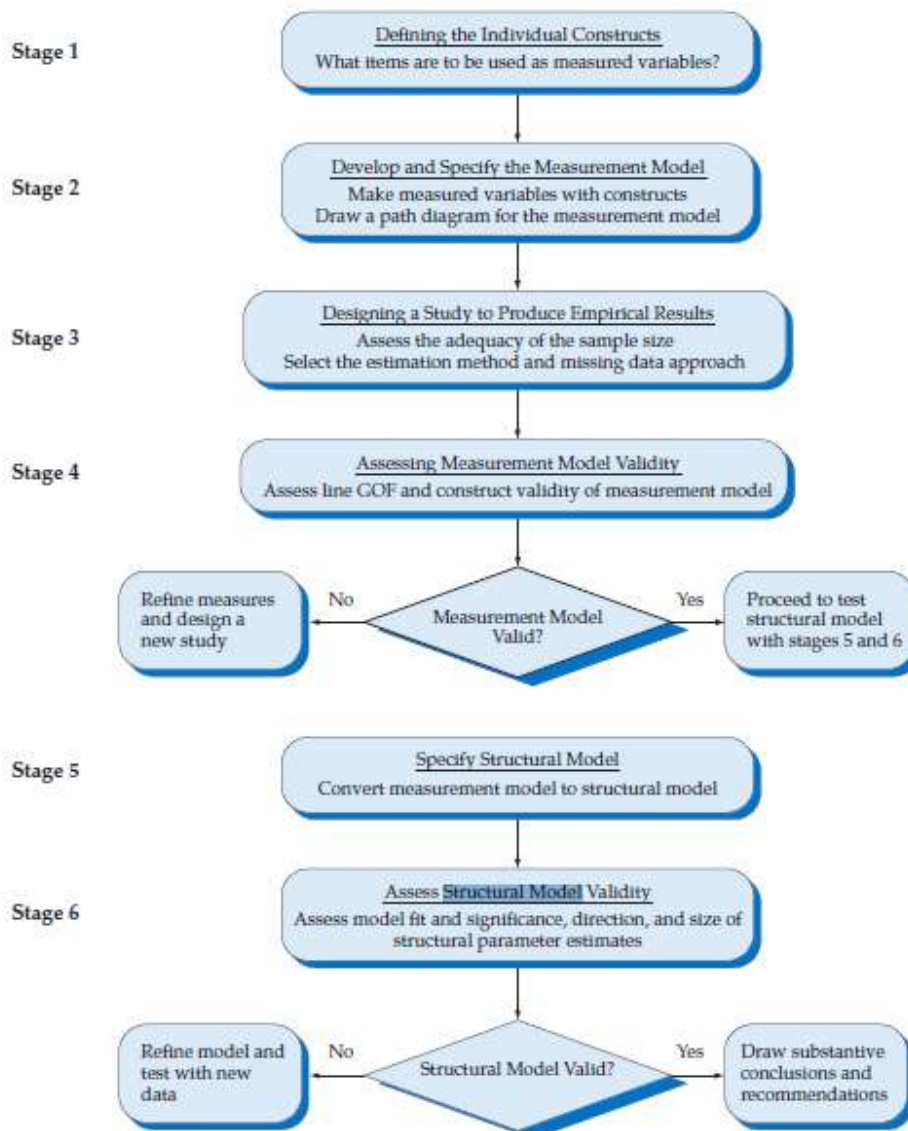 Stage 1
Defining the Individual Constructs
What items are to be used as measured variables?
Stage 2
Develop and Specify the Measurement Model
Make measured variables with constructs
Draw a path diagram for the measurement model
Stage 3
Designing a Study to Produce Empirical Results
Assess the adequacy of the sample size
Select the estimation method and missing data approach
Stage 4
Assessing Measurement Model Validity
Assess line GOF and construct validity of measurement model
Refine measures
and design a
new study
No
Measurement Model
Valid?
Yes
Proceed to test
structural model
with stages 5 and 6
Stage 5
Specify Structural Model
Convert measurement model to structural model
Stage 6
Assess Structural Model Validity
Assess model fit and significance, direction, and size of
structural parameter estimates
Refine model and
test with new
data
No
Structural Model Valid?
Yes
Draw substantive
conclusions and
recommendations